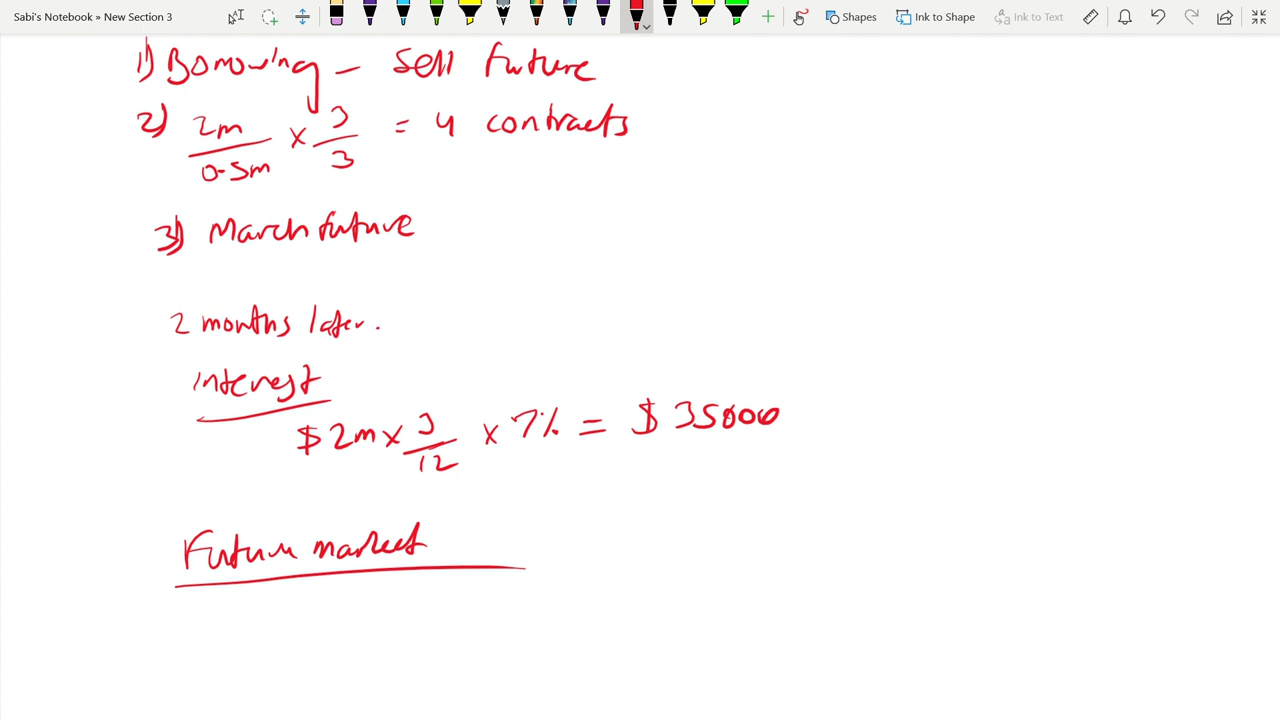 Sabi's Notebook » New Section 3
Shapes
Ink to Shape
Ink to Text
1) Borrowing – Sell future
2) 2m/0.5m × 3/3 = 4 contracts
3) March future
2 months later.
interest
$ 2m × 3/12 × 7% = $ 35000
Future market